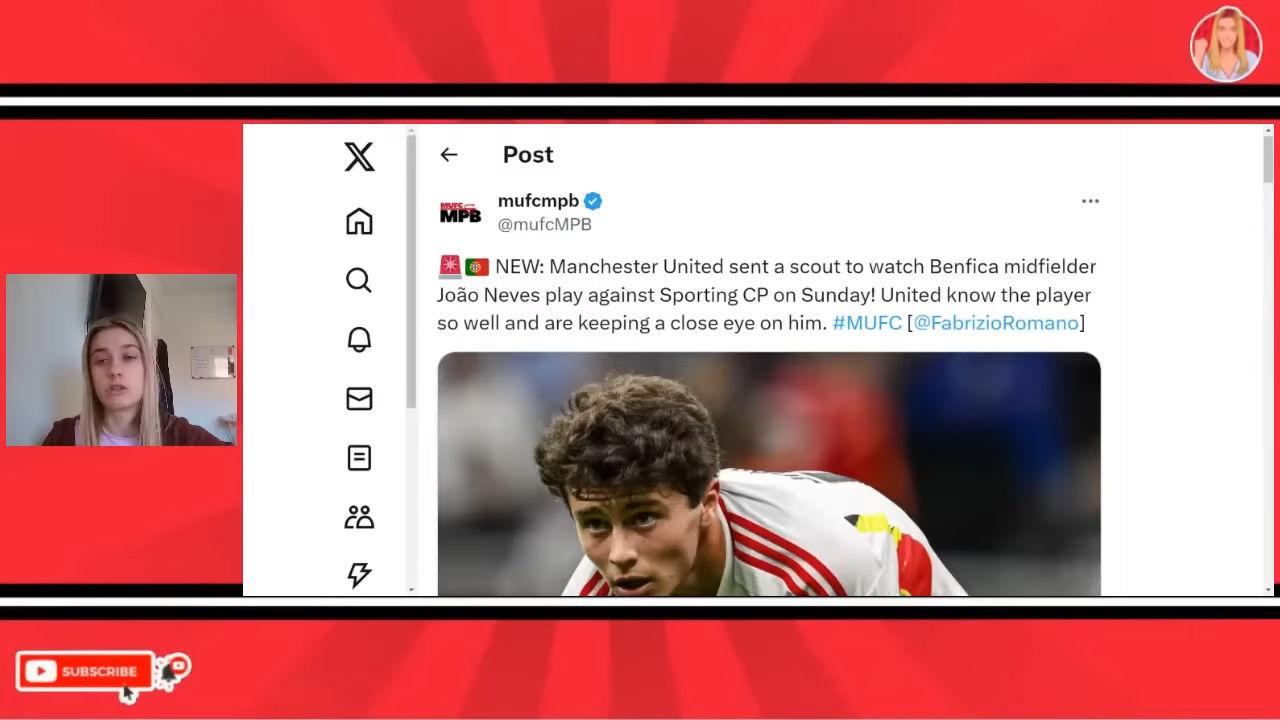 Post
MUFC
MPB
mufcmpb
@mufcMPB
NEW: Manchester United sent a scout to watch Benfica midfielder
João Neves play against Sporting CP on Sunday! United know the player
so well and are keeping a close eye on him. #MUFC [@FabrizioRomano]
SUBSCRIBE